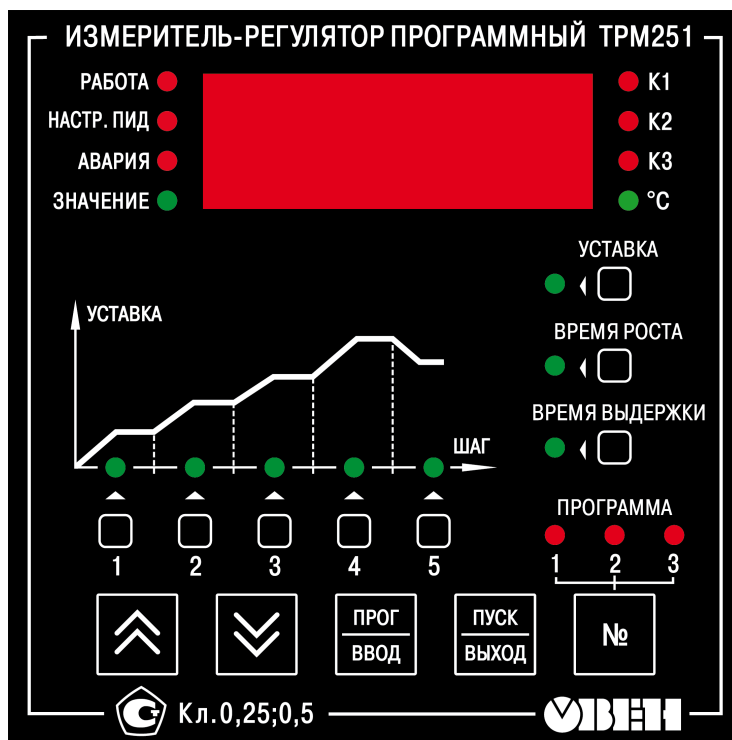 ИЗМЕРИТЕЛЬ-РЕГУЛЯТОР ПРОГРАММНЫЙ ТРМ251
РАБОТА
К1
НАСТР. ПИД
К2
АВАРИЯ
К3
ЗНАЧЕНИЕ
°С
УСТАВКА
УСТАВКА
ВРЕМЯ РОСТА
ВРЕМЯ ВЫДЕРЖКИ
ШАГ
ПРОГРАММА
1 2 3
1 2 3 4 5
ПРОГ
ВВОД
ПУСК
ВЫХОД
№
Кл.0,25;0,5
ОВЕН